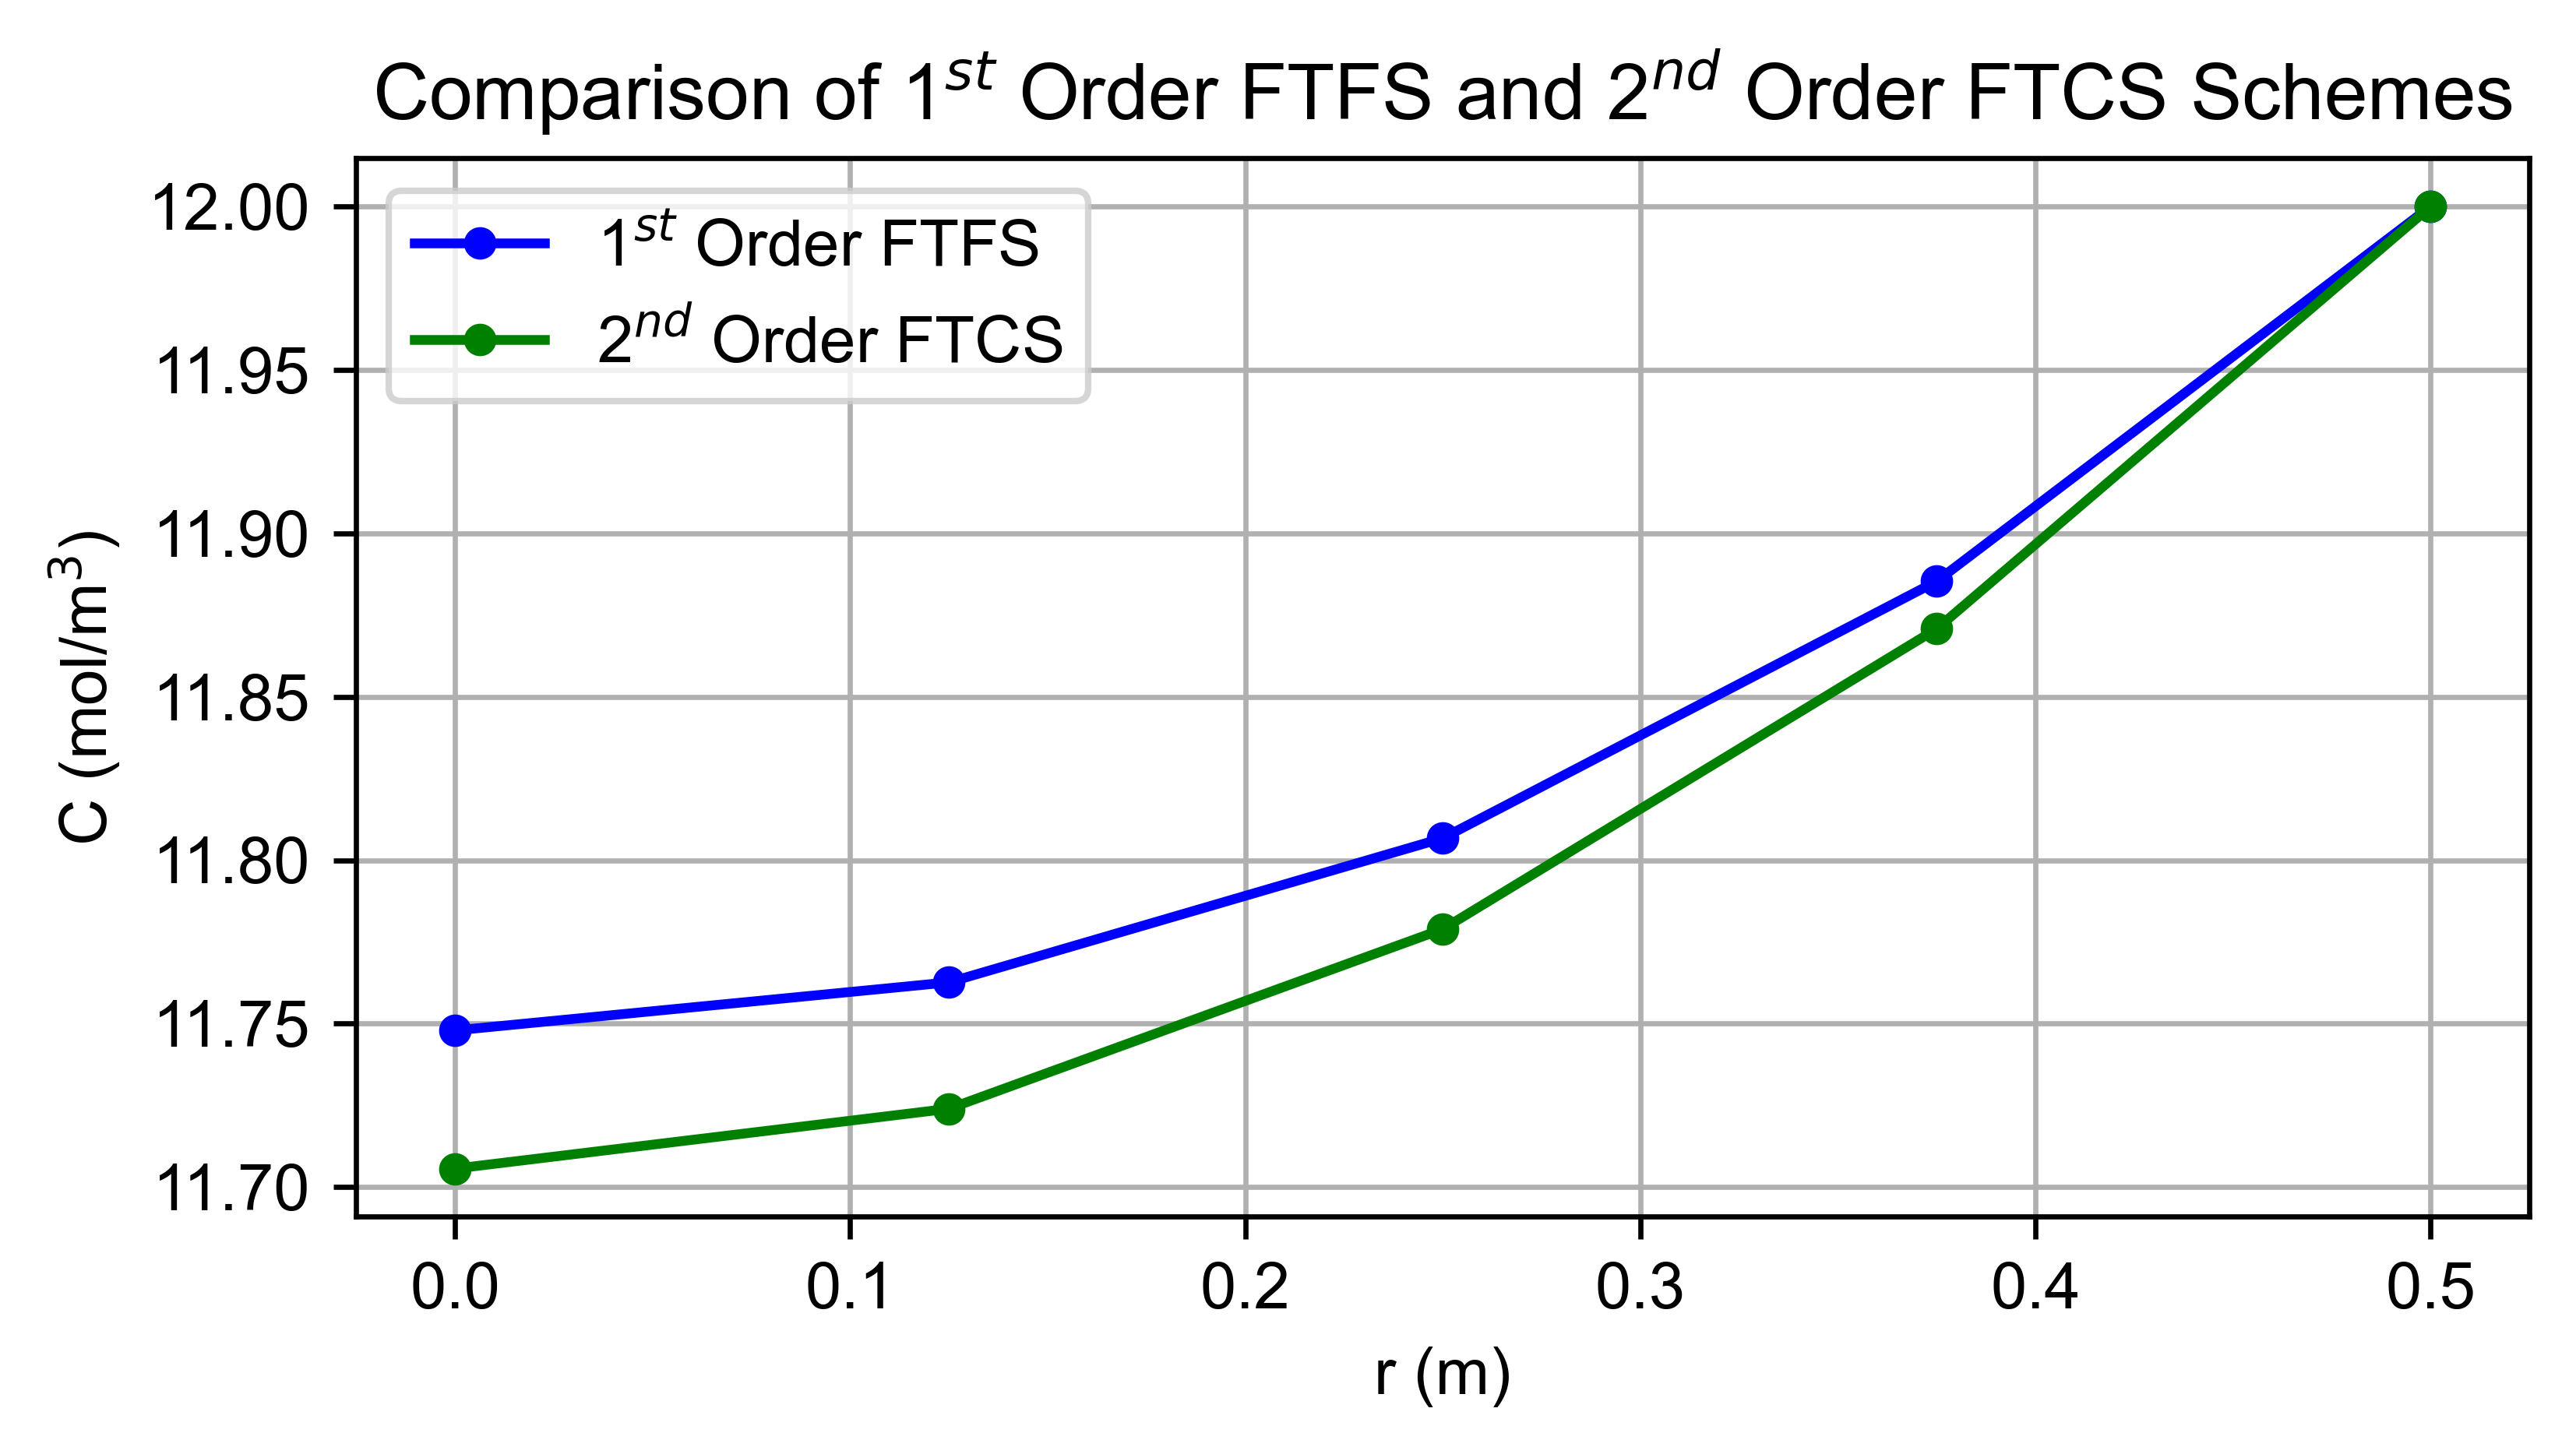 Comparison of 1st Order FTFS and 2nd Order FTCS Schemes
1st Order FTFS
2nd Order FTCS
C (mol/m³)
12.00
11.95
11.90
11.85
11.80
11.75
11.70
0.0 0.1 0.2 0.3 0.4 0.5
r (m)